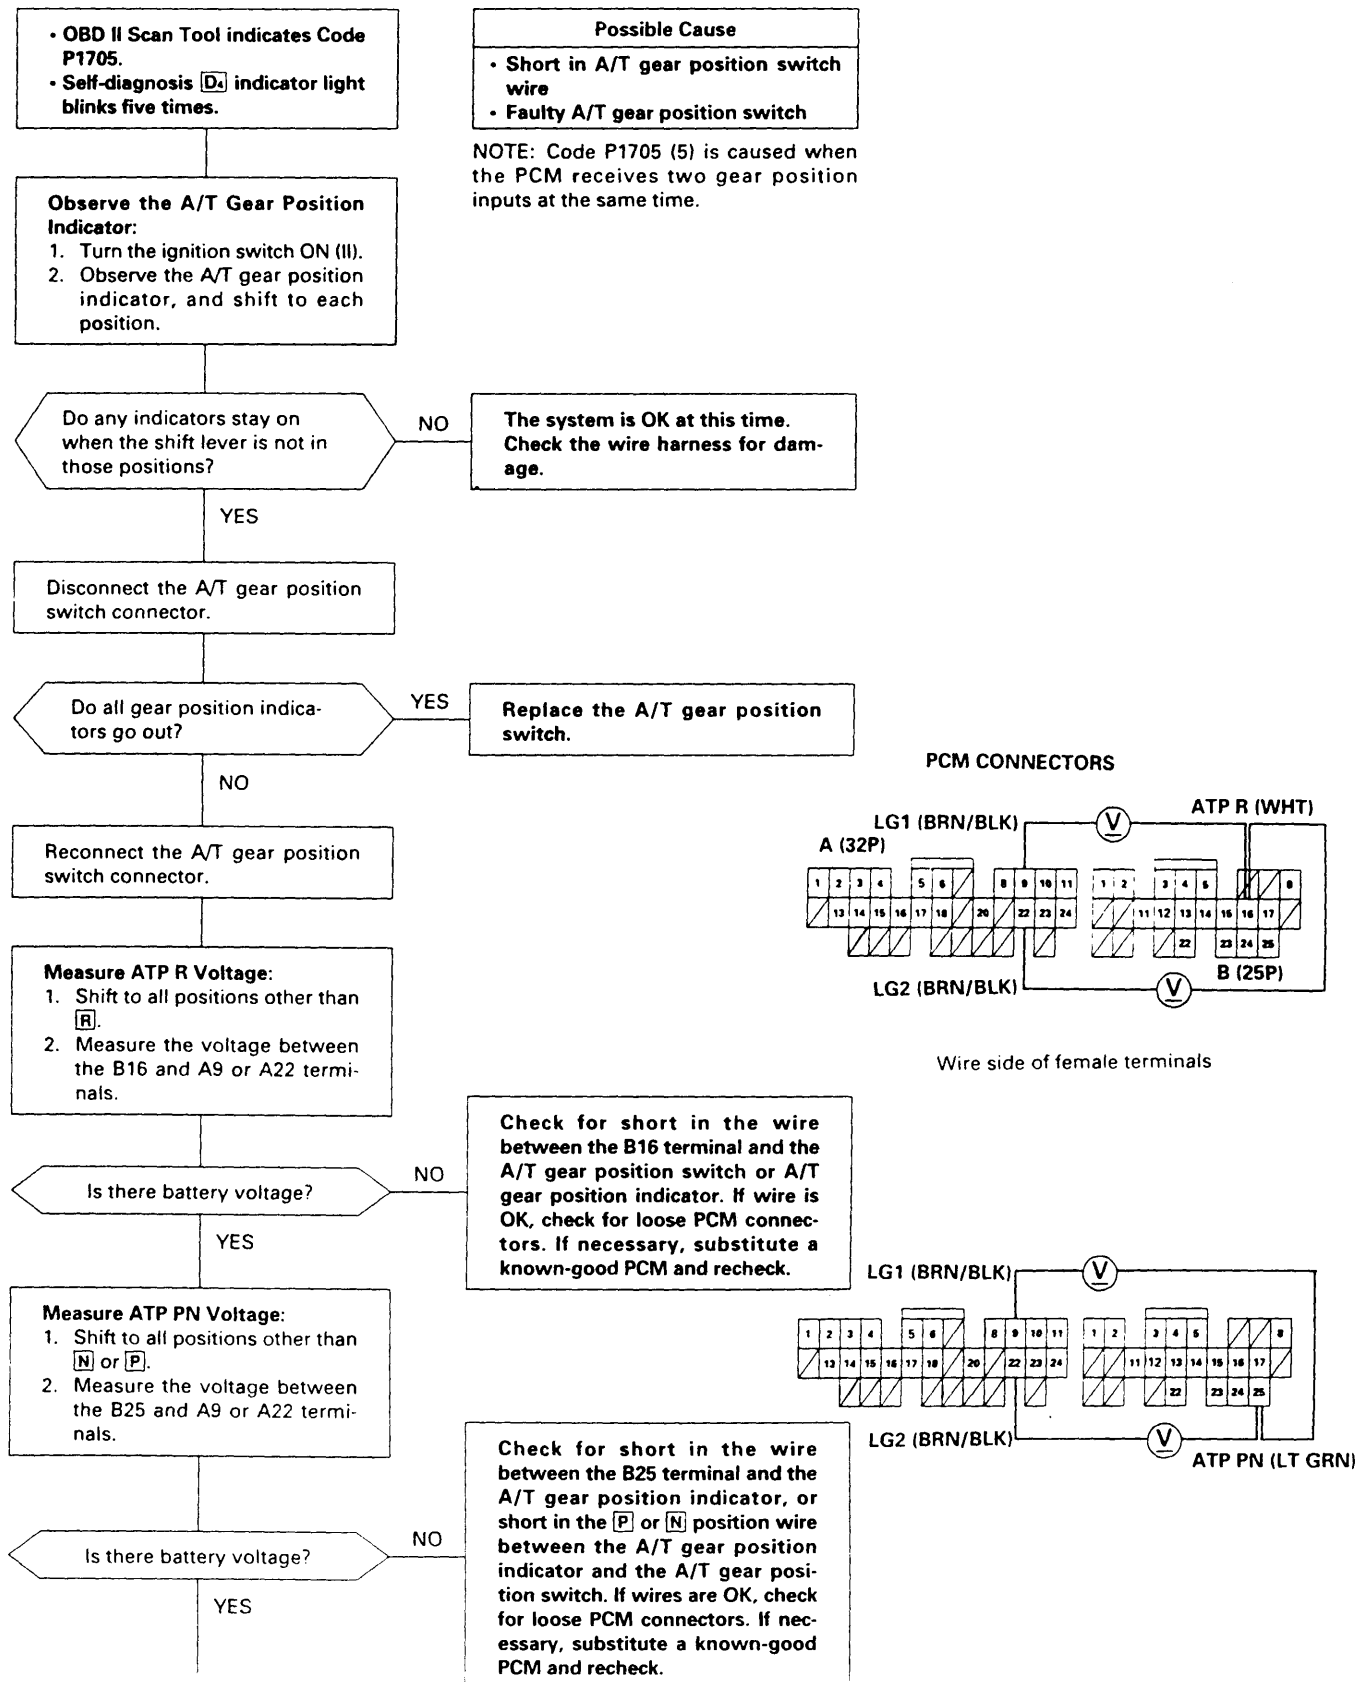 • OBD II Scan Tool indicates Code
P1705.
• Self-diagnosis D4 indicator light
blinks five times.
Possible Cause
• Short in A/T gear position switch
wire
• Faulty A/T gear position switch
NOTE: Code P1705 (5) is caused when
the PCM receives two gear position
inputs at the same time.
Observe the A/T Gear Position
Indicator:
1. Turn the ignition switch ON (II).
2. Observe the A/T gear position
indicator, and shift to each
position.
Do any indicators stay on
when the shift lever is not in
those positions?
NO
The system is OK at this time.
Check the wire harness for dam-
age.
YES
Disconnect the A/T gear position
switch connector.
Do all gear position indica-
tors go out?
YES
Replace the A/T gear position
switch.
NO
Reconnect the A/T gear position
switch connector.
PCM CONNECTORS
LG1 (BRN/BLK)
V
ATP R (WHT)
A (32P)
1 2 3 4 5 6 8 9 10 11
13 14 15 16 17 18 20 22 23 24
1 2 3 4 5 8
11 12 13 14 15 16 17
22 23 24 25
B (25P)
LG2 (BRN/BLK)
V
Wire side of female terminals
Measure ATP R Voltage:
1. Shift to all positions other than
R.
2. Measure the voltage between
the B16 and A9 or A22 termi-
nals.
Is there battery voltage?
NO
Check for short in the wire
between the B16 terminal and the
A/T gear position switch or A/T
gear position indicator. If wire is
OK, check for loose PCM connec-
tors. If necessary, substitute a
known-good PCM and recheck.
YES
Measure ATP PN Voltage:
1. Shift to all positions other than
N or P.
2. Measure the voltage between
the B25 and A9 or A22 termi-
nals.
LG1 (BRN/BLK)
V
1 2 3 4 5 6 8 9 10 11
13 14 15 16 17 18 20 22 23 24
1 2 3 4 5 8
11 12 13 14 15 16 17
22 23 24 25
LG2 (BRN/BLK)
V
ATP PN (LT GRN)
Is there battery voltage?
NO
Check for short in the wire
between the B25 terminal and the
A/T gear position indicator, or
short in the P or N position wire
between the A/T gear position
indicator and the A/T gear posi-
tion switch. If wires are OK, check
for loose PCM connectors. If nec-
essary, substitute a known-good
PCM and recheck.
YES